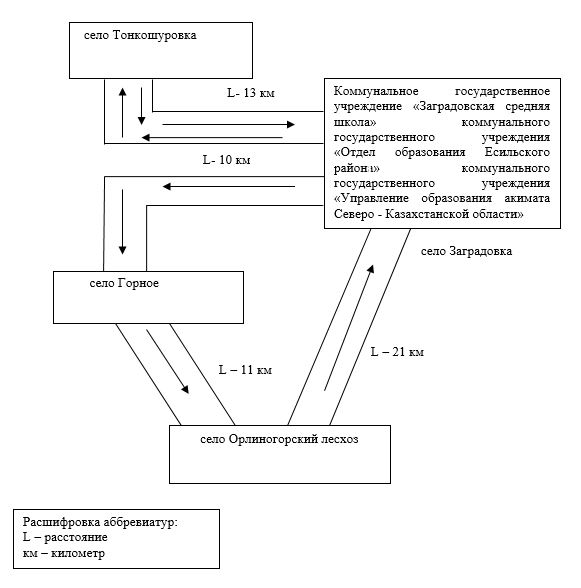 село Тонкошуровка
L- 13 км
Коммунальное государственное
учреждение «Заградовская средняя
школа» коммунального
государственного учреждения
«Отдел образования Есильского
района» коммунального
государственного учреждения
«Управление образования акимата
Северо - Казахстанской области»
L- 10 км
село Заградовка
село Горное
L – 21 км
L – 11 км
село Орлиногорский лесхоз
Расшифровка аббревиатур:
L – расстояние
км – километр